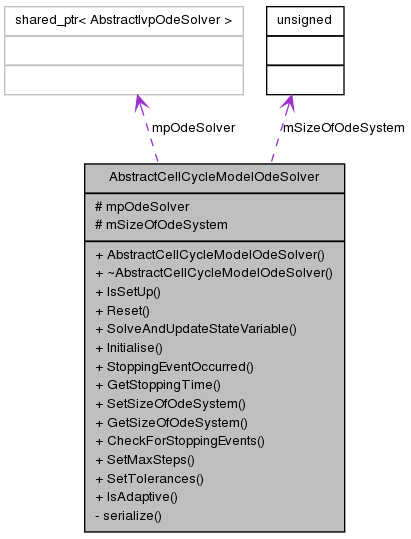 shared_ptr< AbstractIvpOdeSolver >
unsigned
mpOdeSolver
mSizeOfOdeSystem
AbstractCellCycleModelOdeSolver
# mpOdeSolver
# mSizeOfOdeSystem
+ AbstractCellCycleModelOdeSolver()
+ ~AbstractCellCycleModelOdeSolver()
+ IsSetUp()
+ Reset()
+ SolveAndUpdateStateVariable()
+ Initialise()
+ StoppingEventOccurred()
+ GetStoppingTime()
+ SetSizeOfOdeSystem()
+ GetSizeOfOdeSystem()
+ CheckForStoppingEvents()
+ SetMaxSteps()
+ SetTolerances()
+ IsAdaptive()
- serialize()